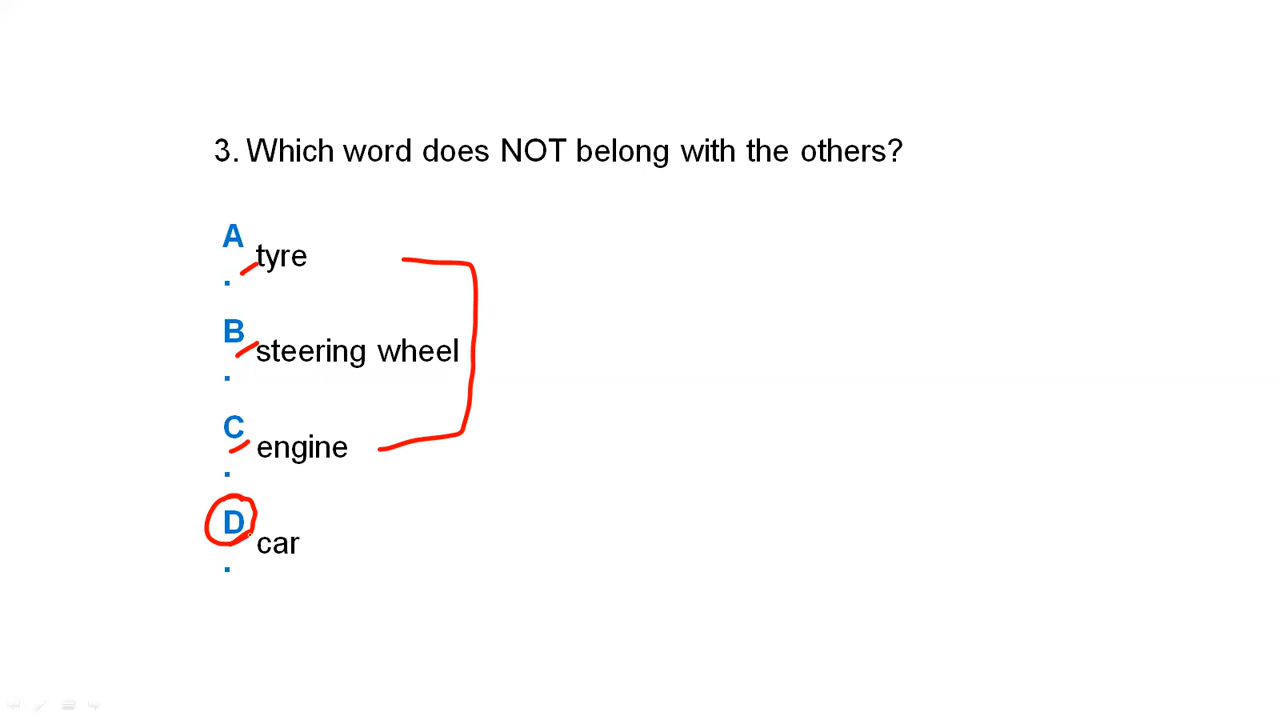 3. Which word does NOT belong with the others?
A
. tyre
B
. steering wheel
C
. engine
D
. car